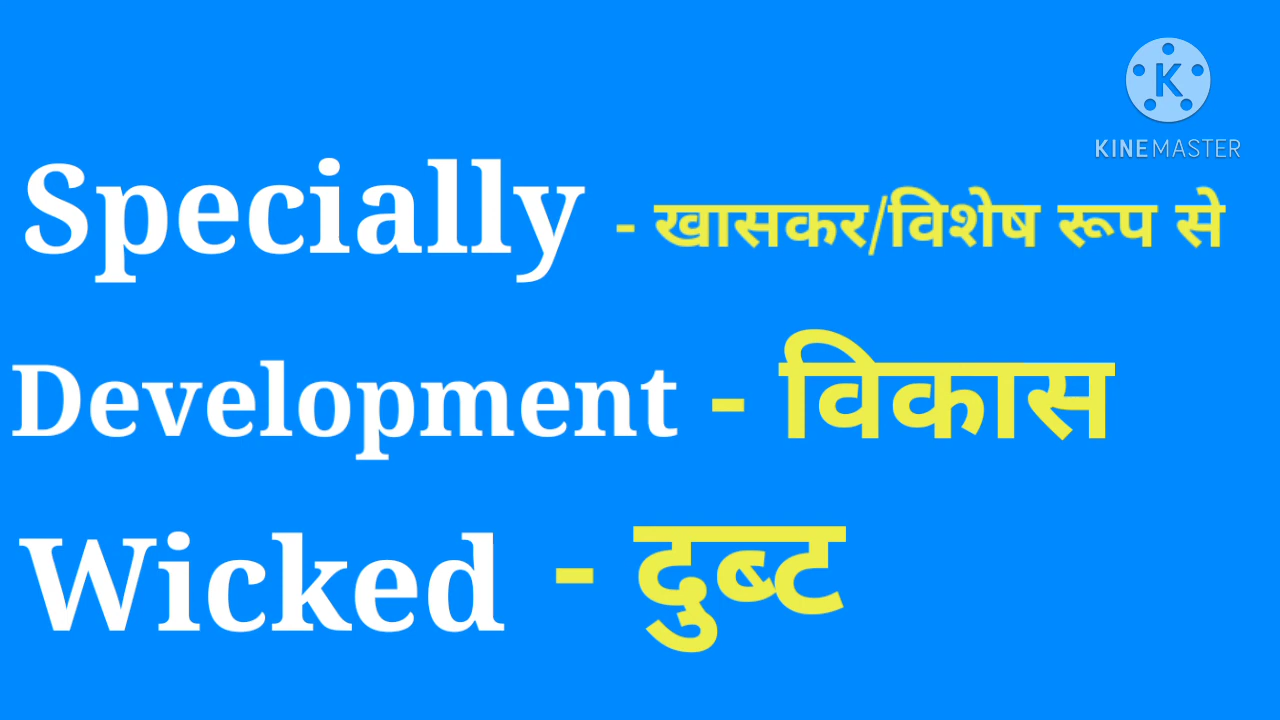 KINEMASTER
Specially - खासकर/विशेष रूप से
Development - विकास
Wicked - दुब्ट